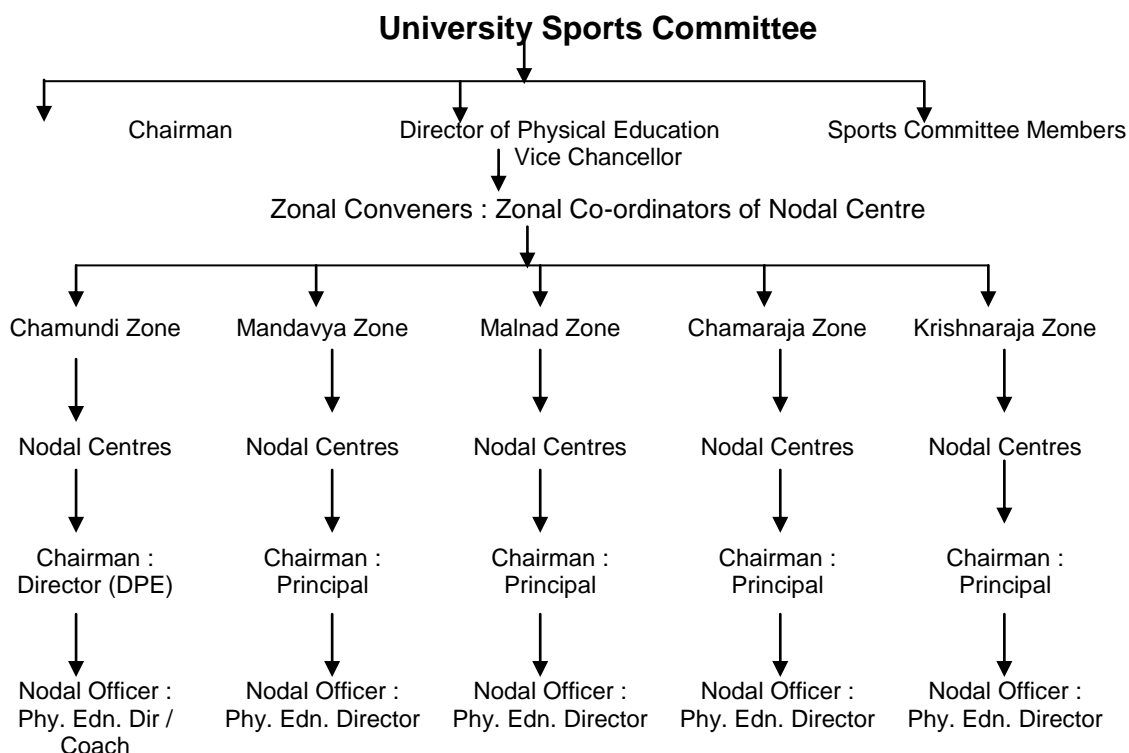 University Sports Committee
Chairman Director of Physical Education Sports Committee Members
Vice Chancellor
Zonal Conveners : Zonal Co-ordinators of Nodal Centre
Chamundi Zone Mandavya Zone Malnad Zone Chamaraja Zone Krishnaraja Zone
Nodal Centres Nodal Centres Nodal Centres Nodal Centres Nodal Centres
Chairman : Chairman : Chairman : Chairman : Chairman :
Director (DPE) Principal Principal Principal Principal
Nodal Officer : Nodal Officer : Nodal Officer : Nodal Officer : Nodal Officer :
Phy. Edn. Dir / Phy. Edn. Director Phy. Edn. Director Phy. Edn. Director Phy. Edn. Director
Coach